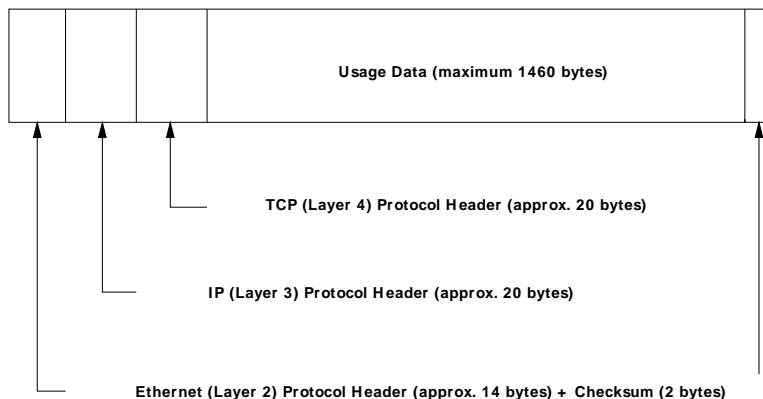 Usage Data (maximum 1460 bytes)
TCP (Layer 4) Protocol Header (approx. 20 bytes)
IP (Layer 3) Protocol Header (approx. 20 bytes)
Ethernet (Layer 2) Protocol Header (approx. 14 bytes) + Checksum (2 bytes)